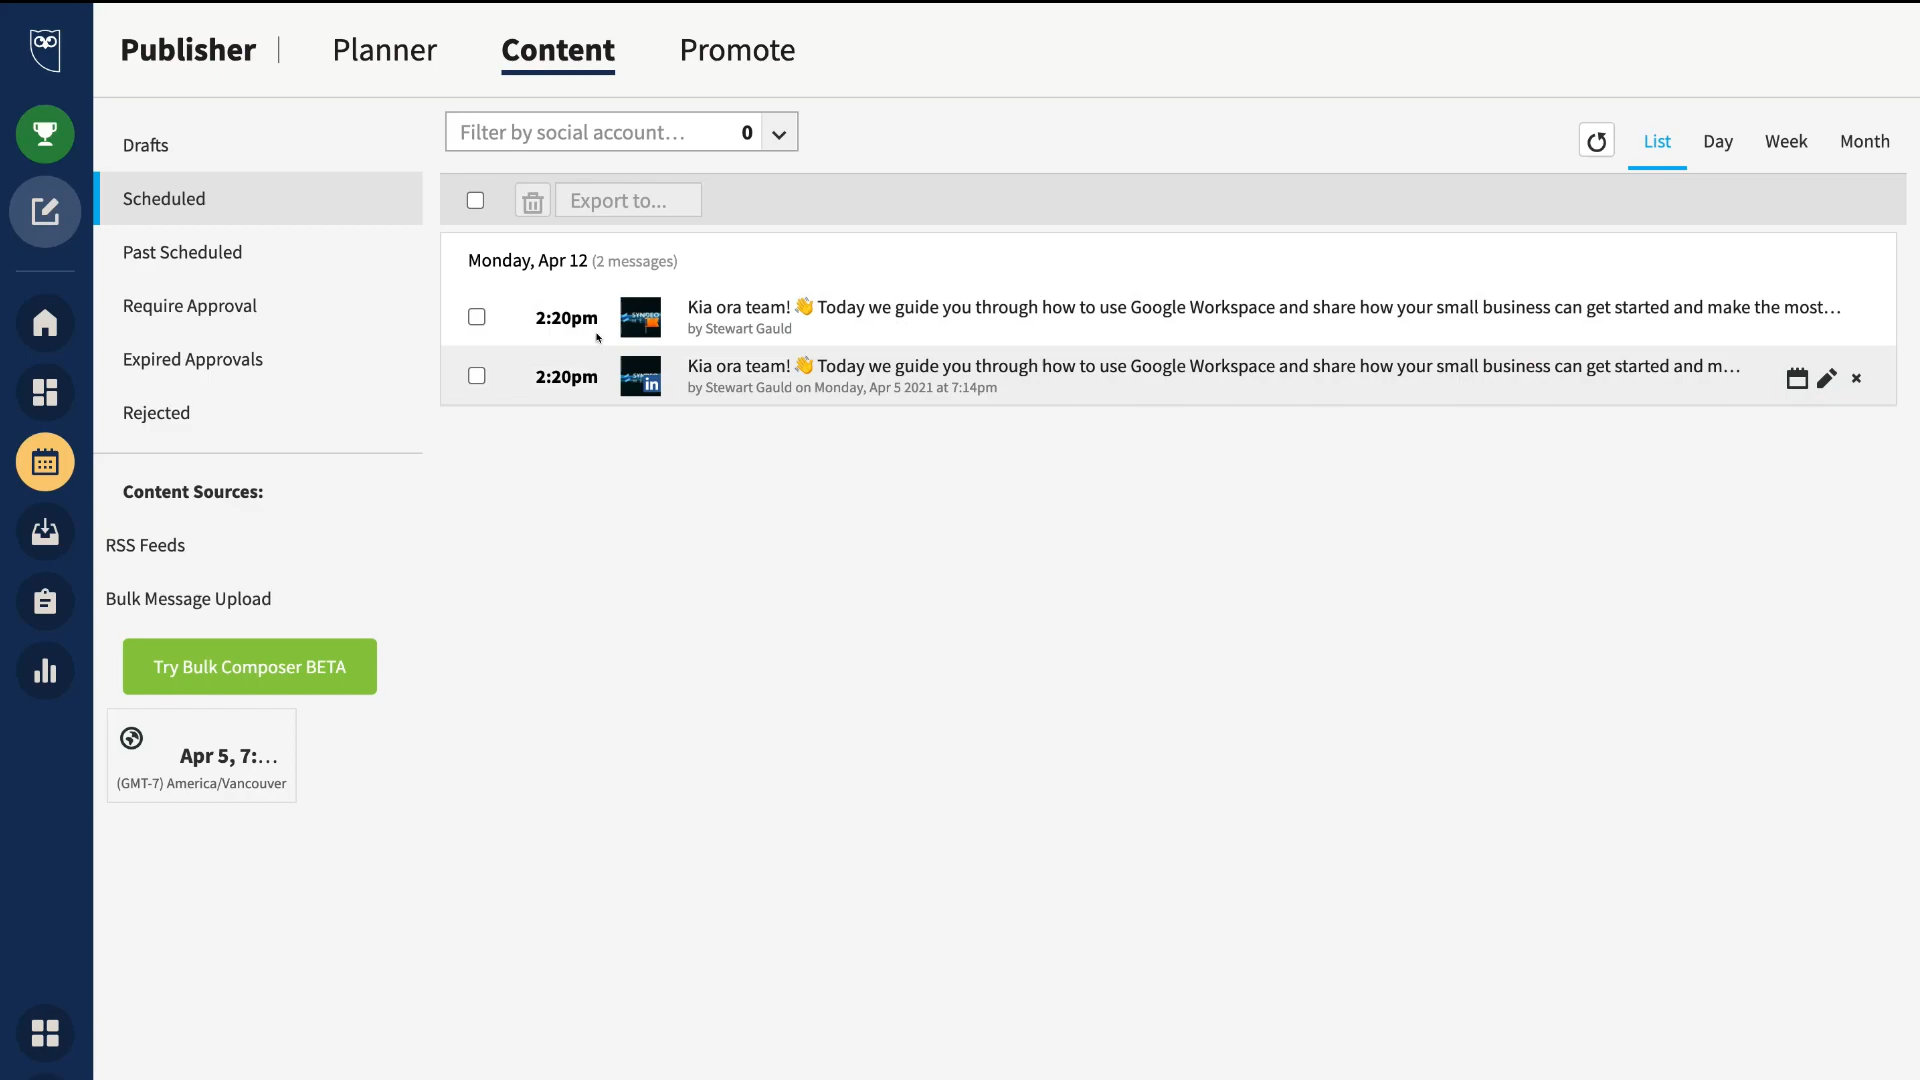 Publisher
Planner
Content
Promote
Drafts
Scheduled
Past Scheduled
Require Approval
Expired Approvals
Rejected
Content Sources:
RSS Feeds
Bulk Message Upload
Try Bulk Composer BETA
Apr 5, 7:...
(GMT-7) America/Vancouver
Filter by social account... 0
List
Day
Week
Month
Export to...
Monday, Apr 12 (2 messages)
2:20pm
Kia ora team! 👋 Today we guide you through how to use Google Workspace and share how your small business can get started and make the most...
by Stewart Gauld
2:20pm
in
Kia ora team! 👋 Today we guide you through how to use Google Workspace and share how your small business can get started and m...
by Stewart Gauld on Monday, Apr 5 2021 at 7:14pm